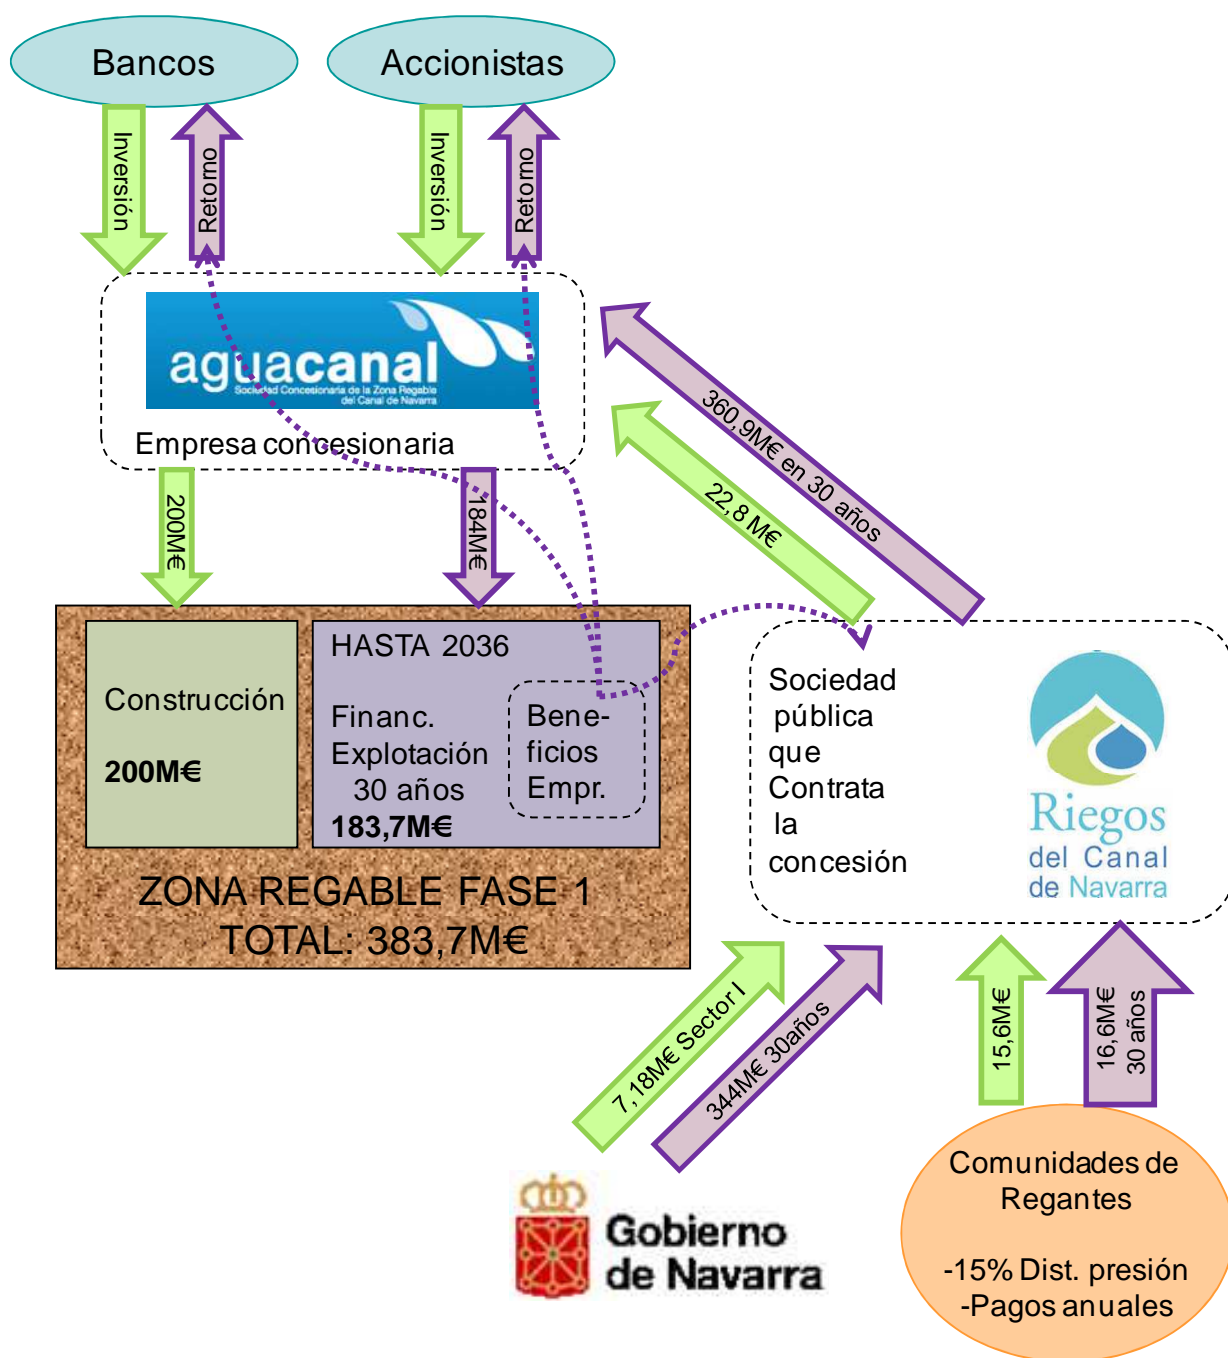 Bancos
Accionistas
Inversión
Retorno
Inversión
Retorno
aguacanal
Sociedad Concesionaria de la Zona Regable
del Canal de Navarra
Empresa concesionaria
360,9M€ en 30 años
22,8 M€
200M€
184M€
Construcción
200M€
HASTA 2036
Financ.
Explotación
30 años
183,7M€
Bene-
ficios
Empr.
ZONA REGABLE FASE 1
TOTAL: 383,7M€
Sociedad
pública
que
Contrata
la
concesión
Riegos
del Canal
de Navarra
7,18M€ Sector I
344M€ 30años
15,6M€
16,6M€
30 años
Gobierno
de Navarra
Comunidades de
Regantes
-15% Dist. presión
-Pagos anuales